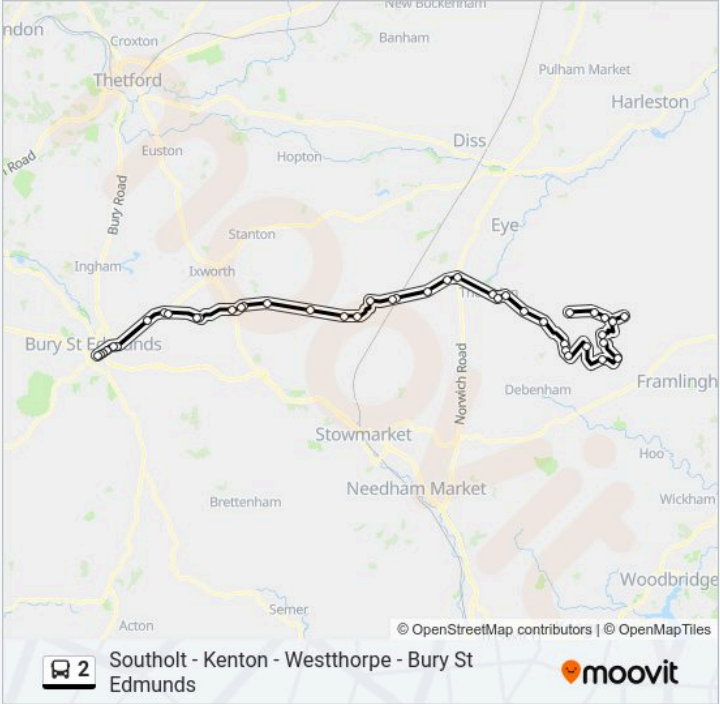 New Buckenham
ndon
Croxton
Banham
Thetford
Pulham Market
Harleston
Diss
Euston
Hopton
n Road
Bury Road
Eye
Stanton
Ingham
Ixworth
Bury St Edmunds
Norwich Road
Debenham
Framlingh
Stowmarket
Hoo
Needham Market
Wickham
Brettenham
Woodbridge
Semer
Acton
© OpenStreetMap contributors | © OpenMapTiles
2
Southolt - Kenton - Westthorpe - Bury St
Edmunds
moovit